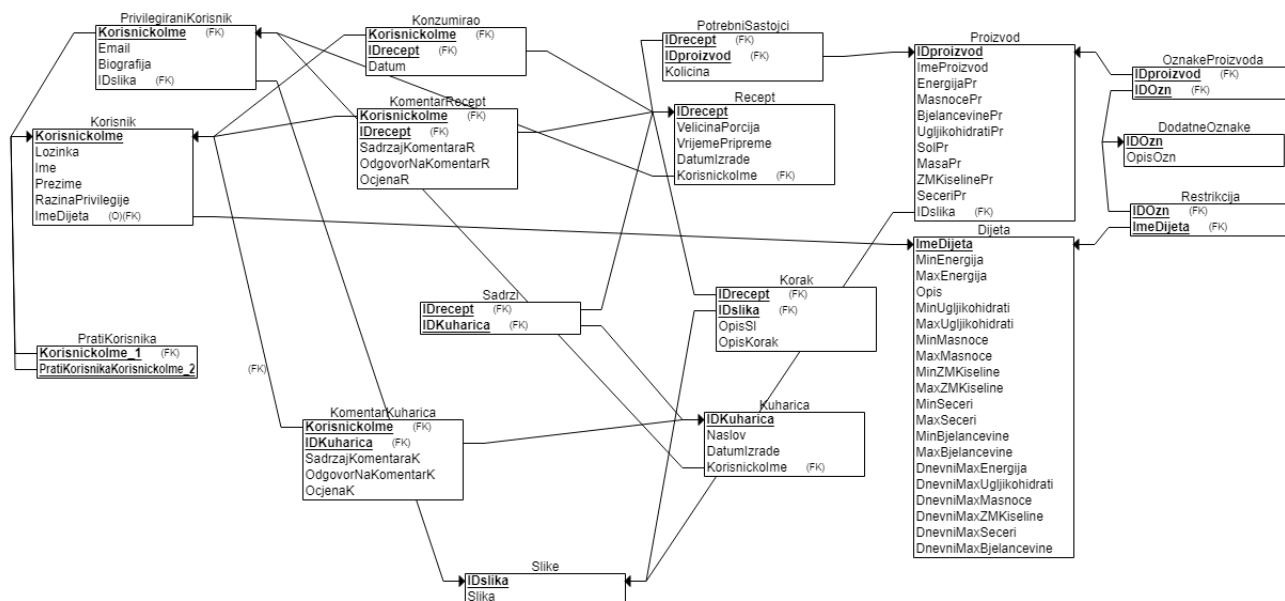 PrivilegiraniKorisnik
KorisnickoIme (FK)
Email
Biografija
IDslika (FK)
Konzumirao
KorisnickoIme (FK)
IDrecept (FK)
Datum
PotrebniSastojci
IDrecept (FK)
IDproizvod (FK)
Kolicina
Proizvod
IDproizvod
ImeProizvod
EnergijaPr
MasnocePr
BjelancevinePr
UgljikohidratiPr
SolPr
MasaPr
ZMKiselinePr
SeceriPr
IDslika (FK)
OznakeProizvoda
IDproizvod (FK)
IDOzn (FK)
KomentarRecept
KorisnickoIme (FK)
IDrecept (FK)
SadrzajKomentaraR
OdgovorNaKomentarR
OcjenaR
Recept
IDrecept
VelicinaPorcija
VrijemePripreme
DatumIzrade
KorisnickoIme (FK)
Korisnik
KorisnickoIme
Lozinka
Ime
Prezime
RazinaPrivilegije
ImeDijeta (O)(FK)
DodatneOznake
IDOzn
OpisOzn
Restrikcija
IDOzn (FK)
ImeDijeta (FK)
Dijeta
ImeDijeta
MinEnergija
MaxEnergija
Opis
MinUgljikohidrati
MaxUgljikohidrati
MinMasnoce
MaxMasnoce
MinZMKiseline
MaxZMKiseline
MinSeceri
MaxSeceri
MinBjelancevine
MaxBjelancevine
DnevniMaxEnergija
DnevniMaxUgljikohidrati
DnevniMaxMasnoce
DnevniMaxZMKiseline
DnevniMaxSeceri
DnevniMaxBjelancevine
Sadrzi
IDrecept (FK)
IDKuharica (FK)
Korak
IDrecept (FK)
IDslika (FK)
OpisSl
OpisKorak
PratiKorisnika
KorisnickoIme_1 (FK)
PratiKorisnikaKorisnickoIme_2 (FK)
KomentarKuharica
KorisnickoIme (FK)
IDKuharica (FK)
SadrzajKomentaraK
OdgovorNaKomentarK
OcjenaK
Kuharica
IDKuharica
Naslov
DatumIzrade
KorisnickoIme (FK)
Slike
IDslika
Slika